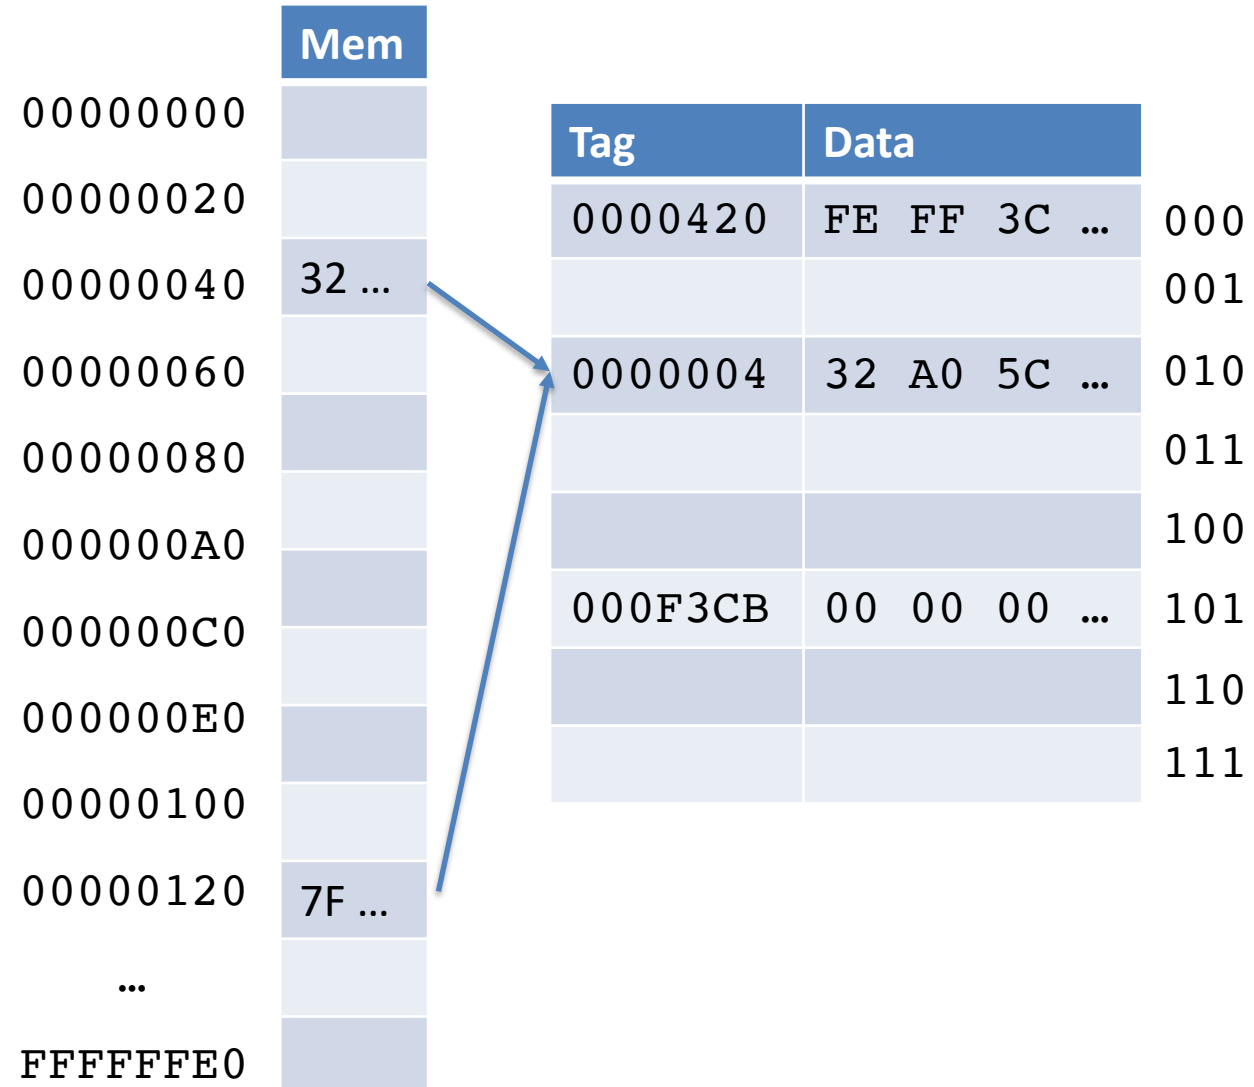 Mem
00000000
00000020
00000040 32 ...
00000060
00000080
000000A0
000000C0
000000E0
00000100
00000120 7F ...
...
FFFFFFE0
Tag Data
0000420 FE FF 3C ... 000
001
0000004 32 A0 5C ... 010
011
100
000F3CB 00 00 00 ... 101
110
111